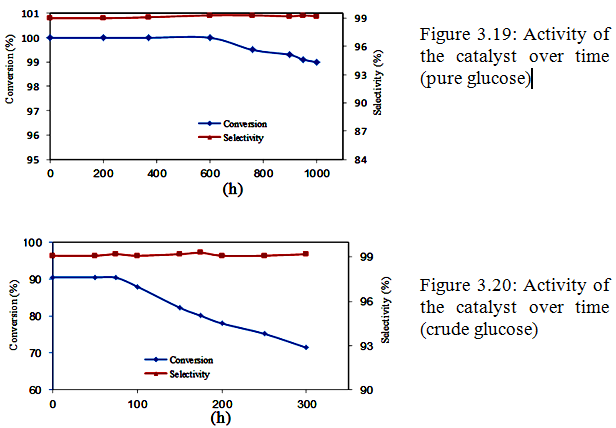 101
100
99
98
97
96
95
Conversion (%)
99
96
93
90
87
84
Selectivity (%)
Conversion
Selectivity
0 200 400 600 800 1000
(h)
Figure 3.19: Activity of
the catalyst over time
(pure glucose)
100
90
80
70
60
Conversion (%)
99
96
93
90
Selectivity (%)
Conversion
Selectivity
0 100 200 300
(h)
Figure 3.20: Activity of
the catalyst over time
(crude glucose)